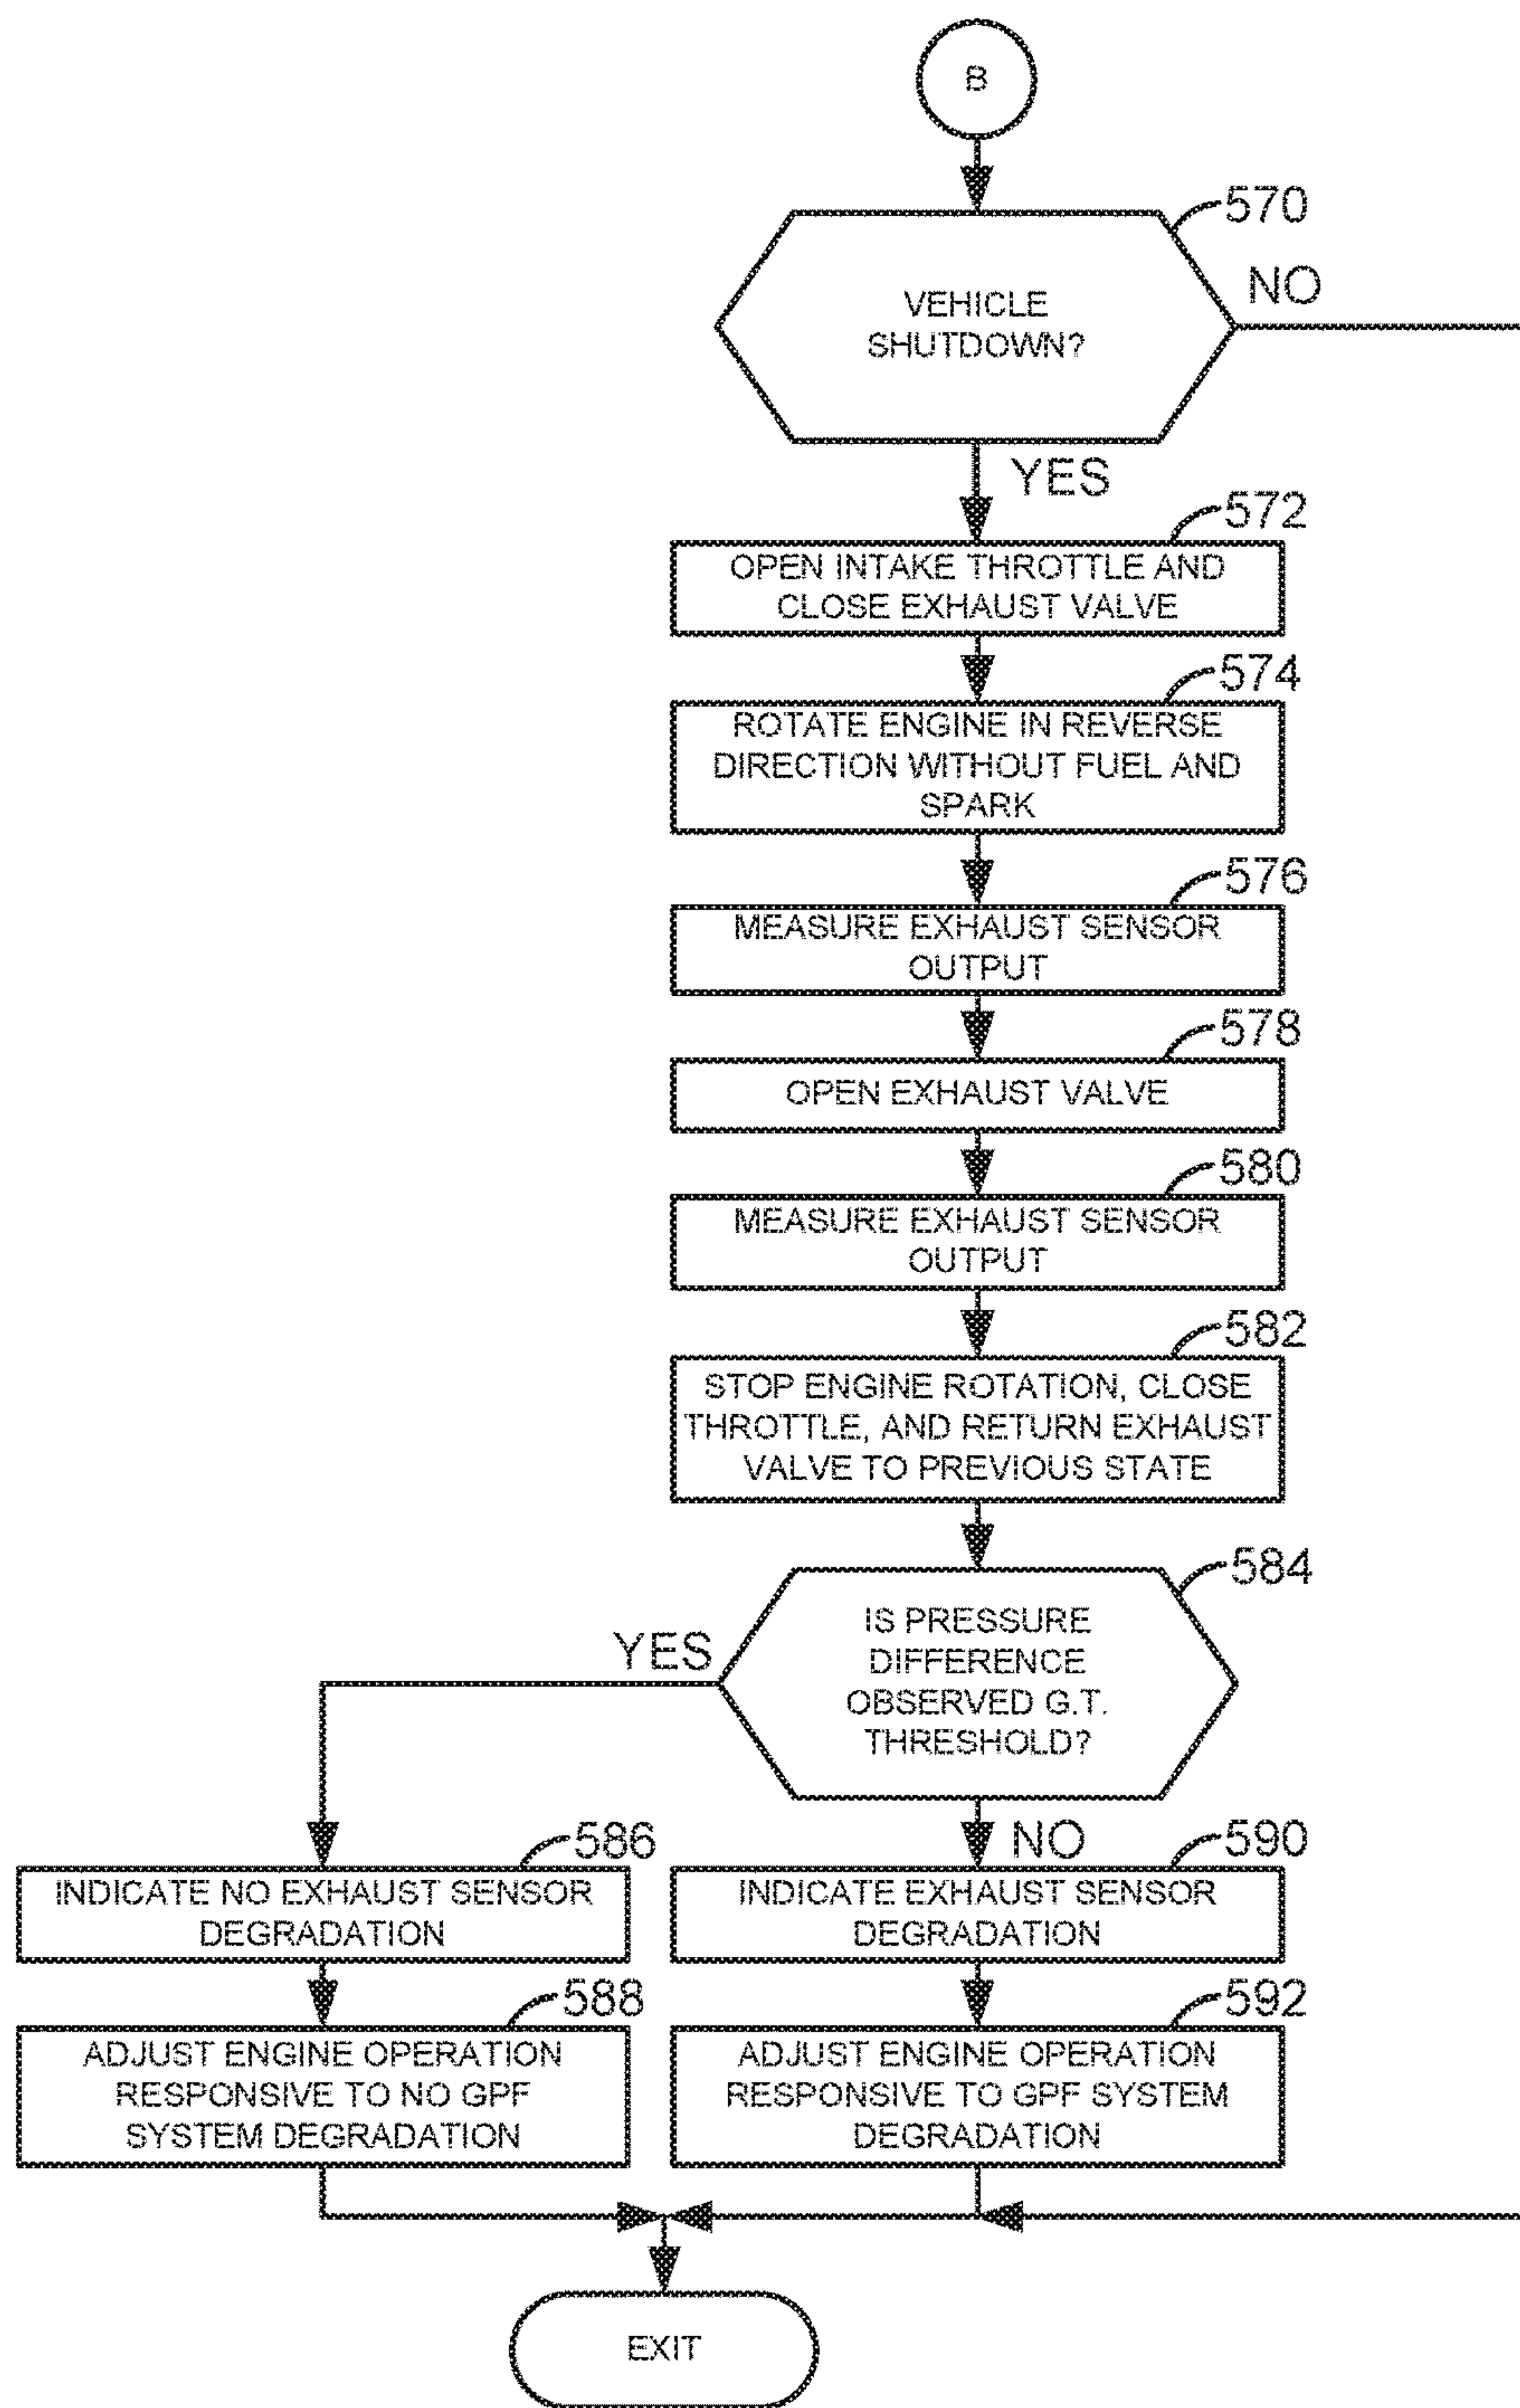 B
570
VEHICLE
SHUTDOWN?
NO
YES
572
OPEN INTAKE THROTTLE AND
CLOSE EXHAUST VALVE
574
ROTATE ENGINE IN REVERSE
DIRECTION WITHOUT FUEL AND
SPARK
576
MEASURE EXHAUST SENSOR
OUTPUT
578
OPEN EXHAUST VALVE
580
MEASURE EXHAUST SENSOR
OUTPUT
582
STOP ENGINE ROTATION, CLOSE
THROTTLE, AND RETURN EXHAUST
VALVE TO PREVIOUS STATE
584
IS PRESSURE
DIFFERENCE
OBSERVED G.T.
THRESHOLD?
YES
NO
586
INDICATE NO EXHAUST SENSOR
DEGRADATION
588
ADJUST ENGINE OPERATION
RESPONSIVE TO NO GPF
SYSTEM DEGRADATION
590
INDICATE EXHAUST SENSOR
DEGRADATION
592
ADJUST ENGINE OPERATION
RESPONSIVE TO GPF SYSTEM
DEGRADATION
EXIT